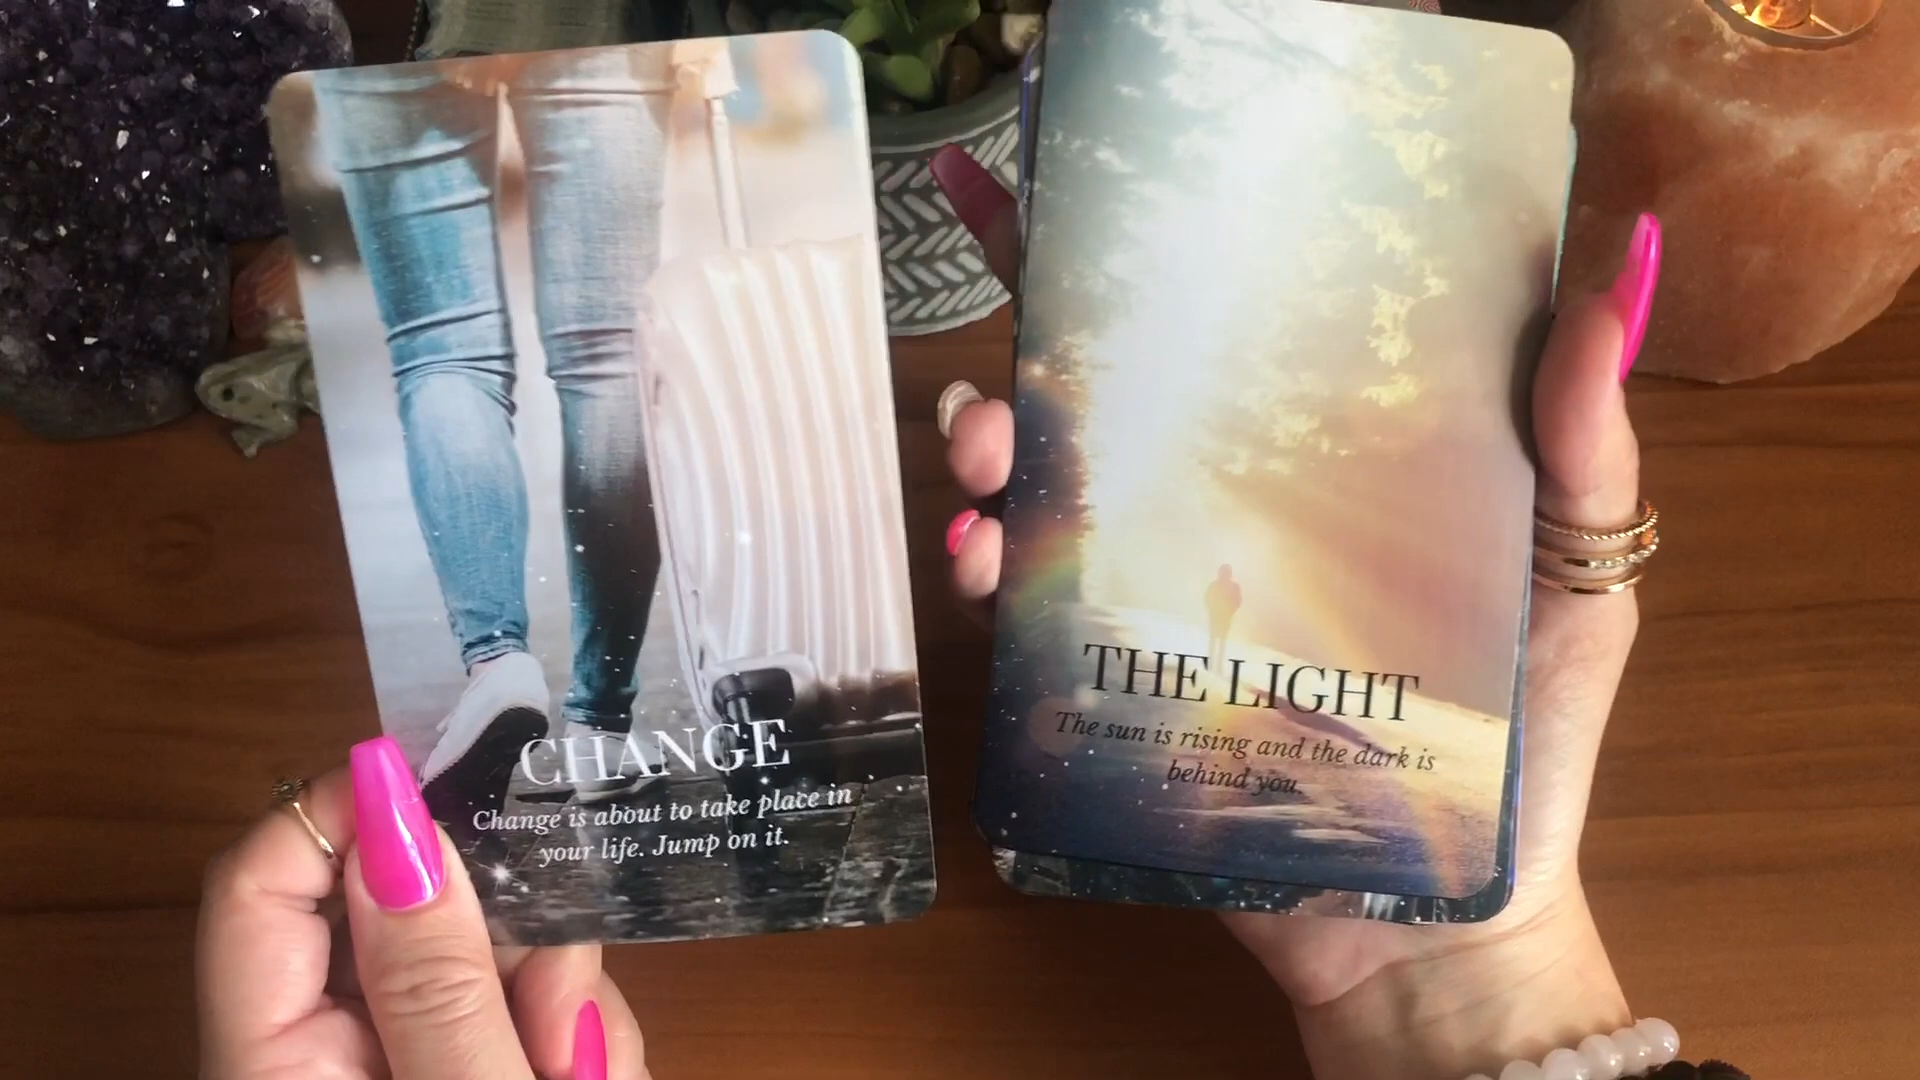 CHANGE
Change is about to take place in
your life. Jump on it.
THE LIGHT
The sun is rising and the dark is
behind you.